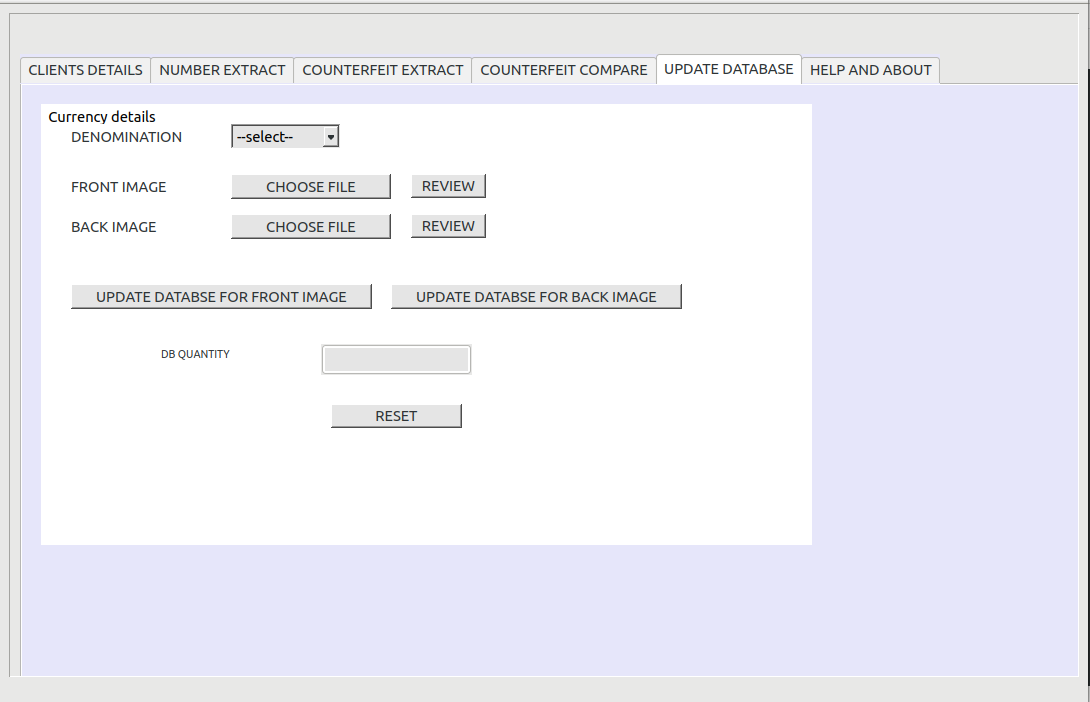 CLIENTS DETAILS NUMBER EXTRACT COUNTERFEIT EXTRACT COUNTERFEIT COMPARE UPDATE DATABASE HELP AND ABOUT
Currency details
DENOMINATION --select--
FRONT IMAGE CHOOSE FILE REVIEW
BACK IMAGE CHOOSE FILE REVIEW
UPDATE DATABSE FOR FRONT IMAGE UPDATE DATABSE FOR BACK IMAGE
DB QUANTITY
RESET